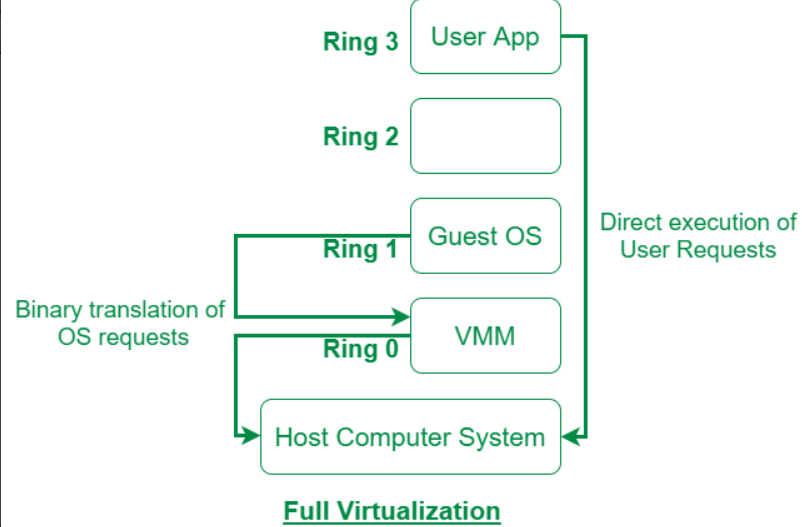 Ring 3
User App
Ring 2
Direct execution of
User Requests
Ring 1
Guest OS
Binary translation of
OS requests
Ring 0
VMM
Host Computer System
Full Virtualization